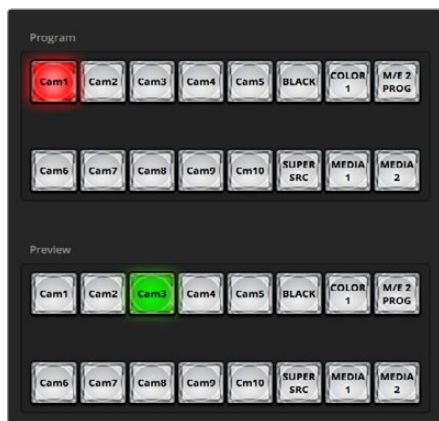 Program
Cam1 Cam2 Cam3 Cam4 Cam5 BLACK COLOR 1 M/E 2 PROG
Cam6 Cam7 Cam8 Cam9 Cm10 SUPER SRC MEDIA 1 MEDIA 2
Preview
Cam1 Cam2 Cam3 Cam4 Cam5 BLACK COLOR 1 M/E 2 PROG
Cam6 Cam7 Cam8 Cam9 Cm10 SUPER SRC MEDIA 1 MEDIA 2